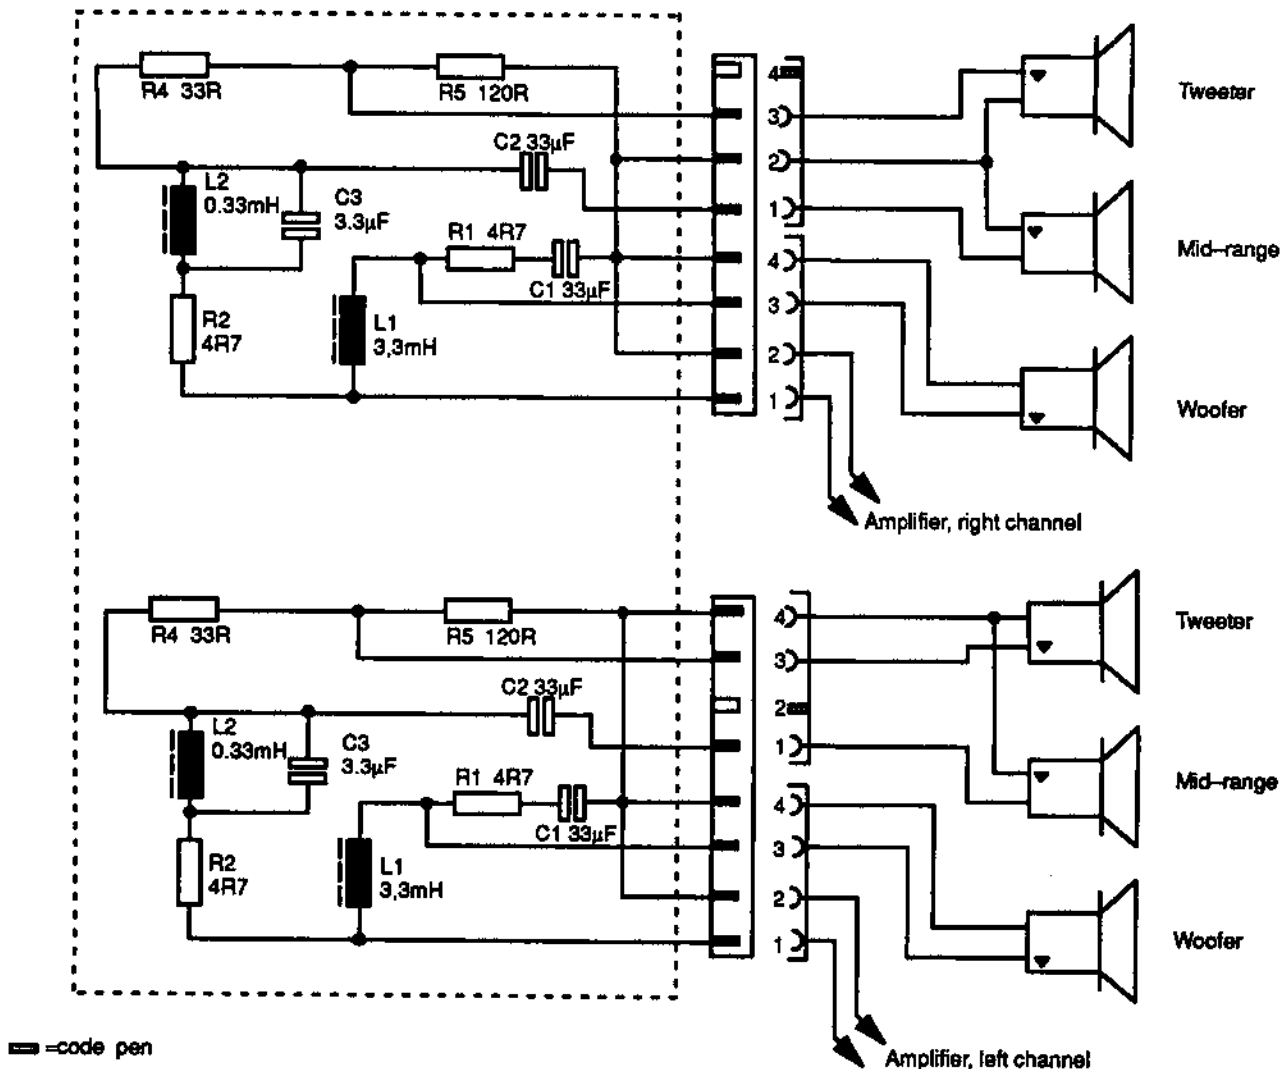 R4 33R
R5 120R
4
Tweeter
3
C2 33µF
2
L2
0.33mH
C3
3.3µF
1
R1 4R7
Mid-range
4
C1 33µF
3
R2
4R7
L1
3,3mH
2
1
Woofer
Amplifier, right channel
R4 33R
R5 120R
4
Tweeter
3
C2 33µF
2
L2
0.33mH
C3
3.3µF
1
R1 4R7
Mid-range
4
C1 33µF
3
R2
4R7
L1
3,3mH
2
1
Woofer
=code pen
Amplifier, left channel